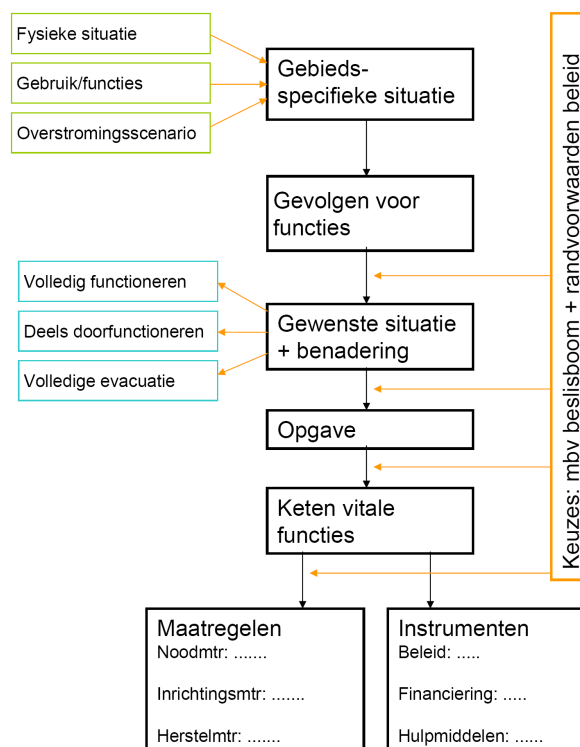 Fysieke situatie
Gebruik/functies
Overstromingsscenario
Gebieds-
specifieke situatie
Gevolgen voor
functies
Volledig functioneren
Deels doorfunctioneren
Volledige evacuatie
Gewenste situatie
+ benadering
Opgave
Keten vitale
functies
Maatregelen
Noodmtr: .......
Inrichtingsmtr: .......
Herstelmtr: .......
Instrumenten
Beleid: .....
Financiering: .....
Hulpmiddelen: ......
Keuzes: mbv beslisboom + randvoorwaarden beleid